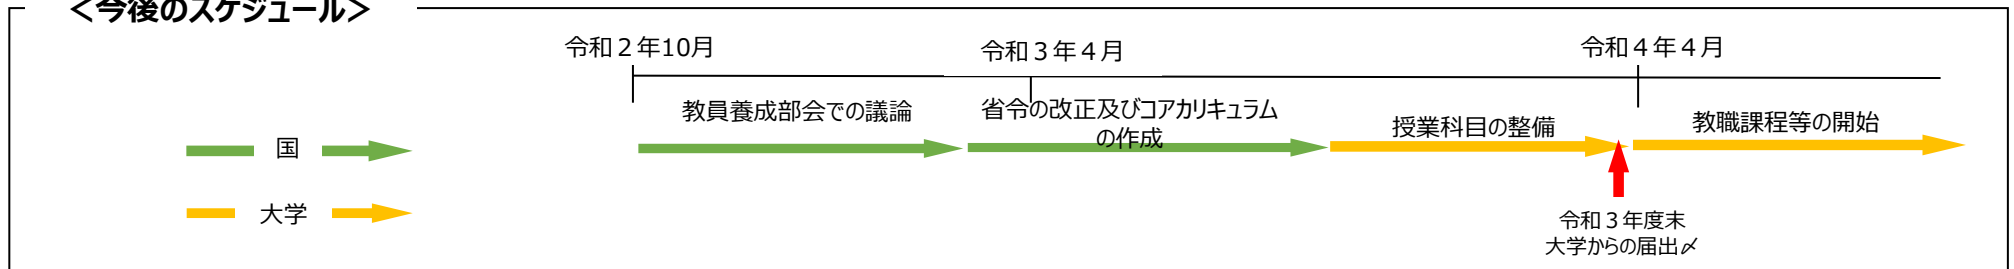 ＜今後のスケジュール＞
令和２年10月
令和３年４月
令和４年４月
教員養成部会での議論
省令の改正及びコアカリキュラム
の作成
授業科目の整備
教職課程等の開始
国
大学
令和３年度末
大学からの届出〆